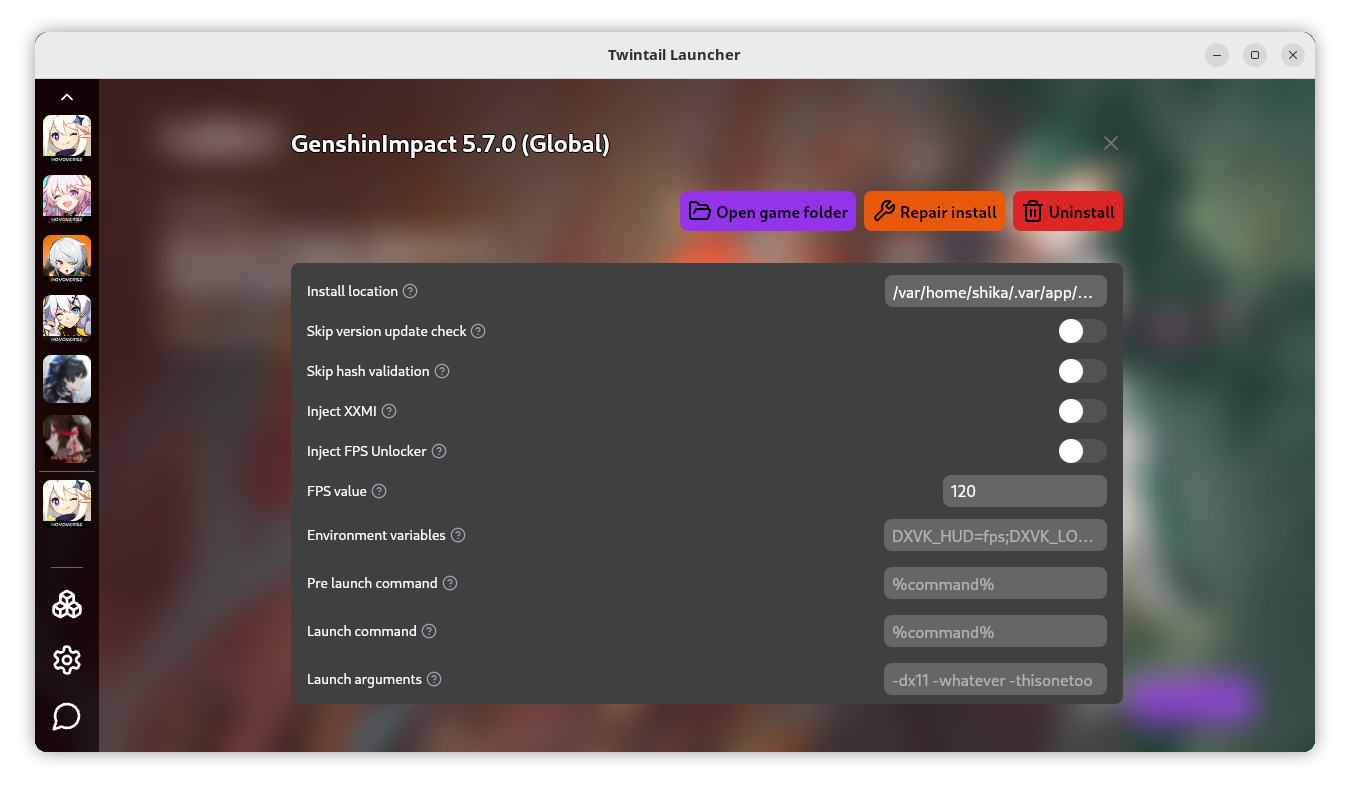 Twintail Launcher
GenshinImpact 5.7.0 (Global)
Open game folder
Repair install
Uninstall
Install location
/var/home/shika/.var/app/...
Skip version update check
Skip hash validation
Inject XXMI
Inject FPS Unlocker
FPS value
120
Environment variables
DXVK_HUD=fps;DXVK_LO...
Pre launch command
%command%
Launch command
%command%
Launch arguments
-dx11 -whatever -thisonetoo
HOYOVERSE
HOYOVERSE
HOYOVERSE
HOYOVERSE
HOYOVERSE